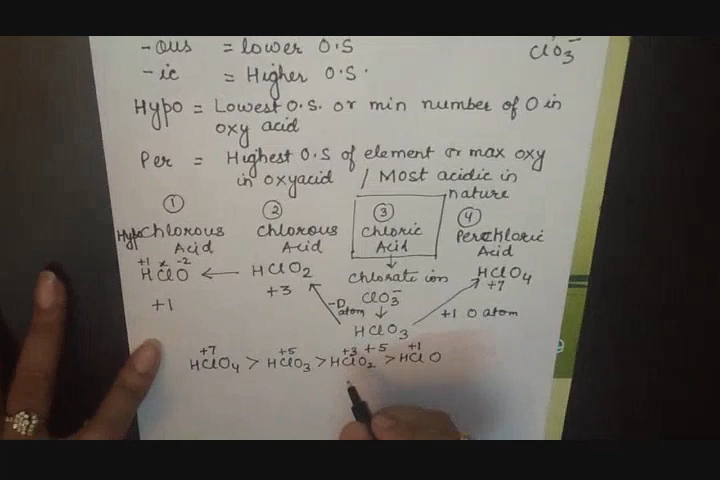 ClO3⁻
-ous = lower O.S
-ic = Higher O.S.
Hypo = Lowest O.S. or min number of O in
oxy acid
Per = Highest O.S of element or max oxy
in oxyacid / Most acidic in
nature
① ② ③ ④
HypoChlorous Chlorous Chloric Perchloric
Acid Acid Acid Acid
+1 x -2
HClO ← HClO2 Chlorate ion HClO4
+1 +3 ClO3⁻ +7
-O atom +1 O atom
HClO3
+7 +5 +3 +5 +1
HClO4 > HClO3 > HClO2 > HClO